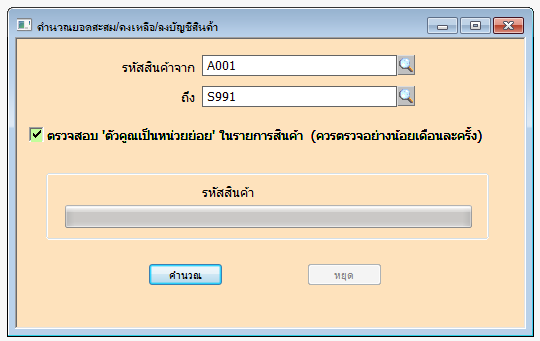 คำนวณยอดสะสม/คงเหลือ/ลงบัญชีสินค้า
รหัสสินค้าจาก A001
ถึง S991
ตรวจสอบ 'ตัวคูณเป็นหน่วยย่อย' ในรายการสินค้า (ควรตรวจอย่างน้อยเดือนละครั้ง)
รหัสสินค้า
คำนวณ หยุด